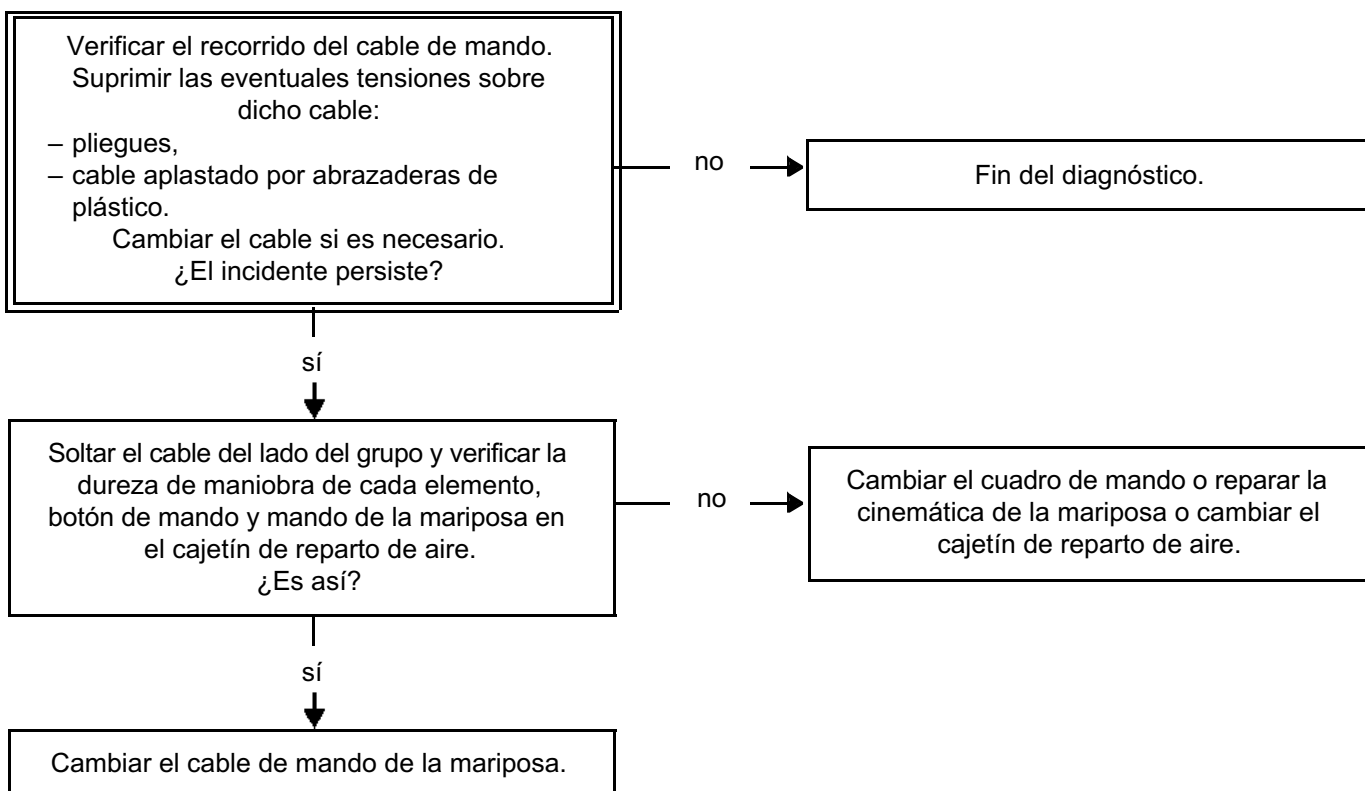 Verificar el recorrido del cable de mando.
Suprimir las eventuales tensiones sobre
dicho cable:
– pliegues,
– cable aplastado por abrazaderas de
plástico.
Cambiar el cable si es necesario.
¿El incidente persiste?
no
Fin del diagnóstico.
sí
Soltar el cable del lado del grupo y verificar la
dureza de maniobra de cada elemento,
botón de mando y mando de la mariposa en
el cajetín de reparto de aire.
¿Es así?
no
Cambiar el cuadro de mando o reparar la
cinemática de la mariposa o cambiar el
cajetín de reparto de aire.
sí
Cambiar el cable de mando de la mariposa.